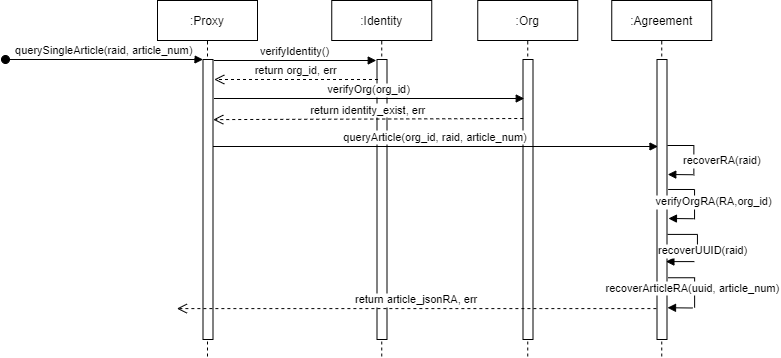 :Proxy
:Identity
:Org
:Agreement
querySingleArticle(raid, article_num)
verifyIdentity()
return org_id, err
verifyOrg(org_id)
return identity_exist, err
queryArticle(org_id, raid, article_num)
recoverRA(raid)
verifyOrgRA(RA,org_id)
recoverUUID(raid)
recoverArticleRA(uuid, article_num)
return article_jsonRA, err